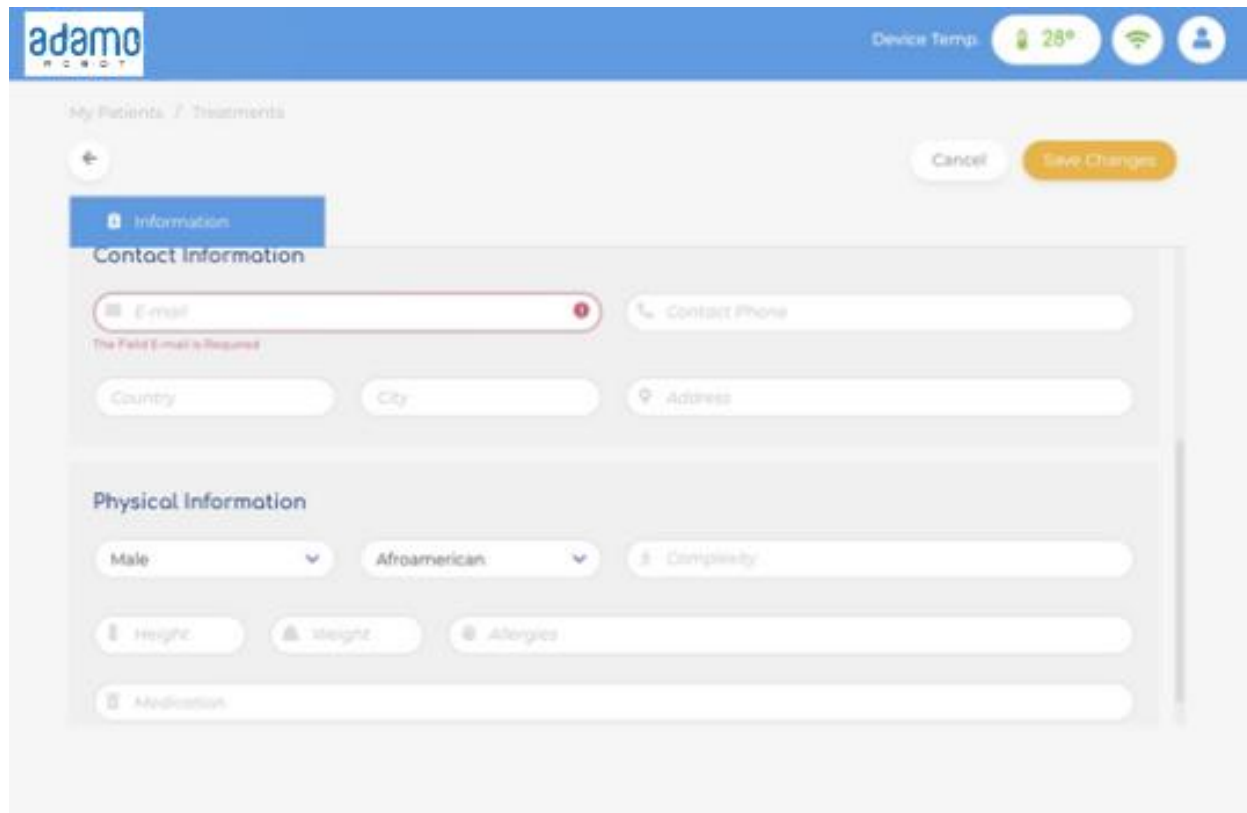 adamo
ROBOT
Device Temp. 28°
My Patients / Treatments
Cancel
Save Changes
Information
Contact Information
E-mail
Contact Phone
The Field E-mail is Required
Country
City
Address
Physical Information
Male
Afroamerican
Complexity
Height
Weight
Allergies
Medication